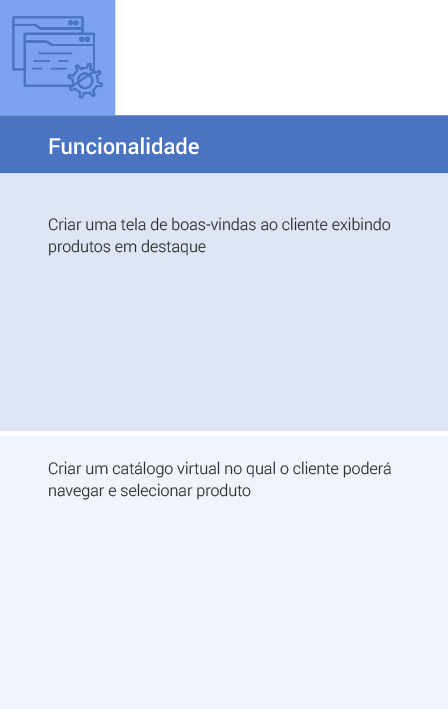 Funcionalidade
Criar uma tela de boas-vindas ao cliente exibindo
produtos em destaque
Criar um catálogo virtual no qual o cliente poderá
navegar e selecionar produto